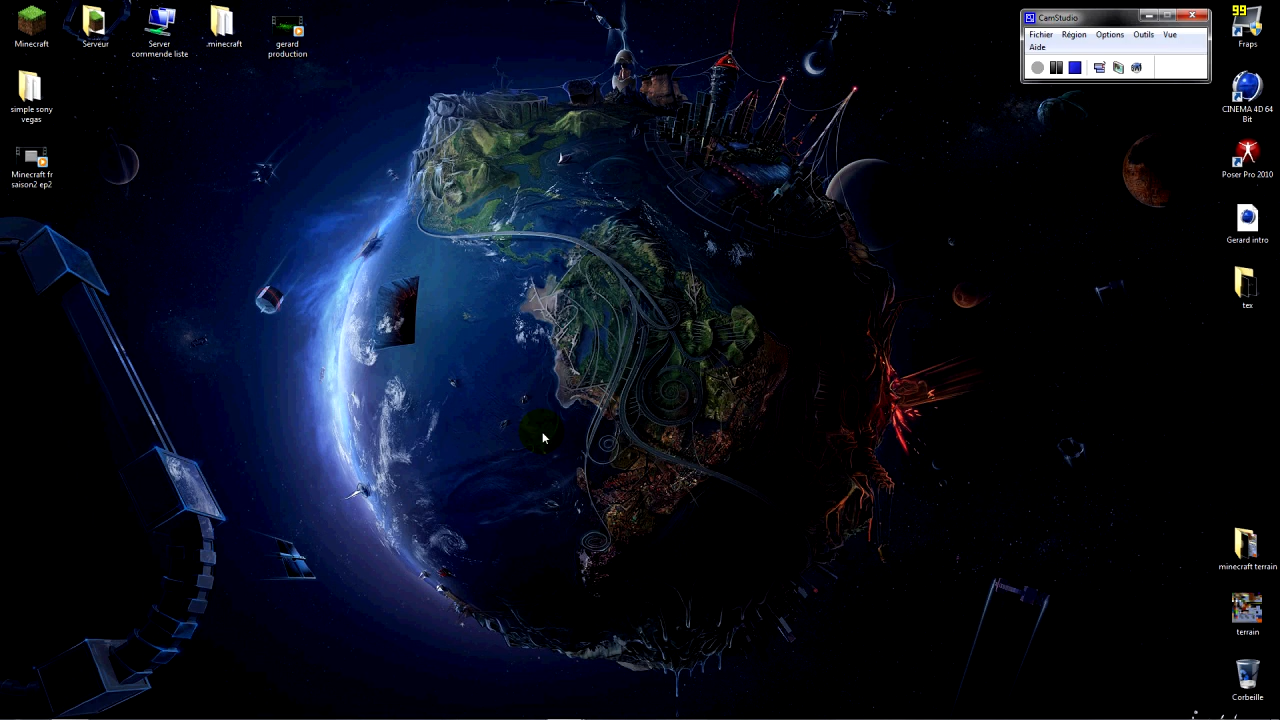 Minecraft
Serveur
Server
commende liste
.minecraft
gerard
production
simple sony
vegas
Minecraft fr
saison2 ep2
CamStudio
Fichier Région Options Outils Vue
Aide
99
Fraps
CINEMA 4D 64
Bit
Poser Pro 2010
Gerard intro
tex
minecraft terrain
terrain
Corbeille